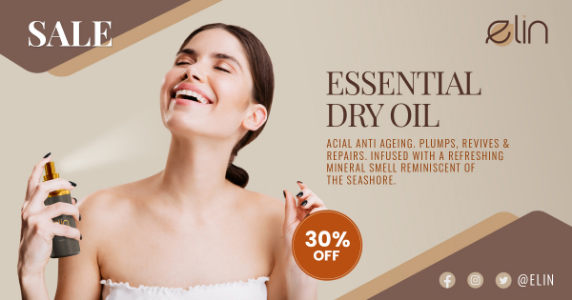 SALE
elin
ESSENTIAL
DRY OIL
ACIAL ANTI AGEING. PLUMPS, REVIVES &
REPAIRS. INFUSED WITH A REFRESHING
MINERAL SMELL REMINISCENT OF
THE SEASHORE.
30%
OFF
@ELIN